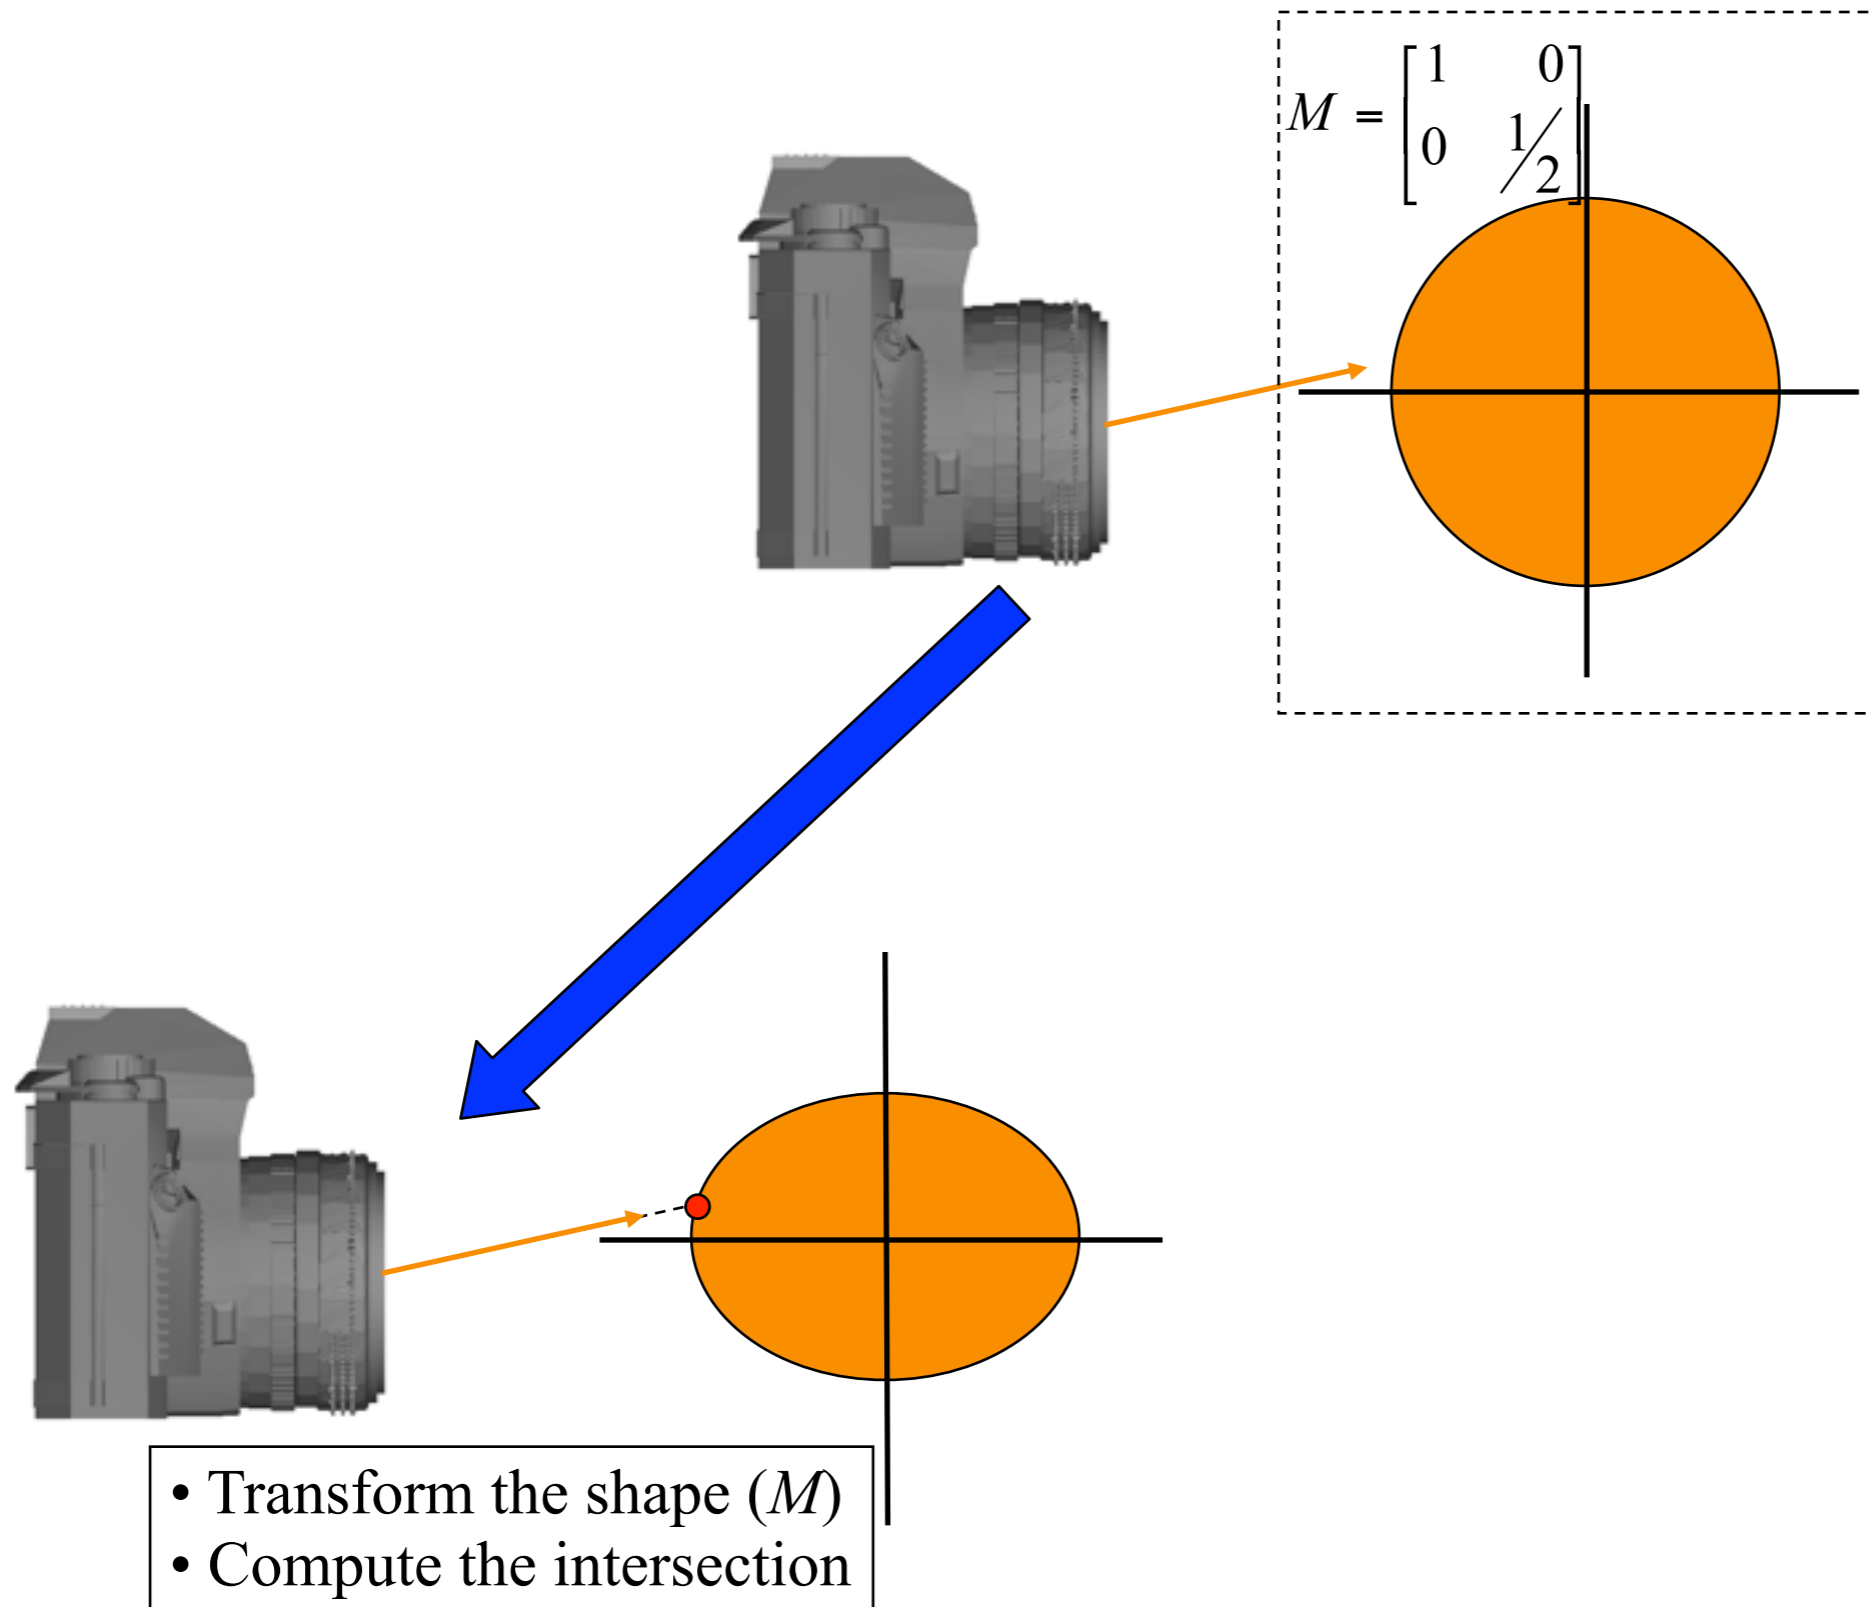 M = [1 0
0 1/2]
• Transform the shape (M)
• Compute the intersection